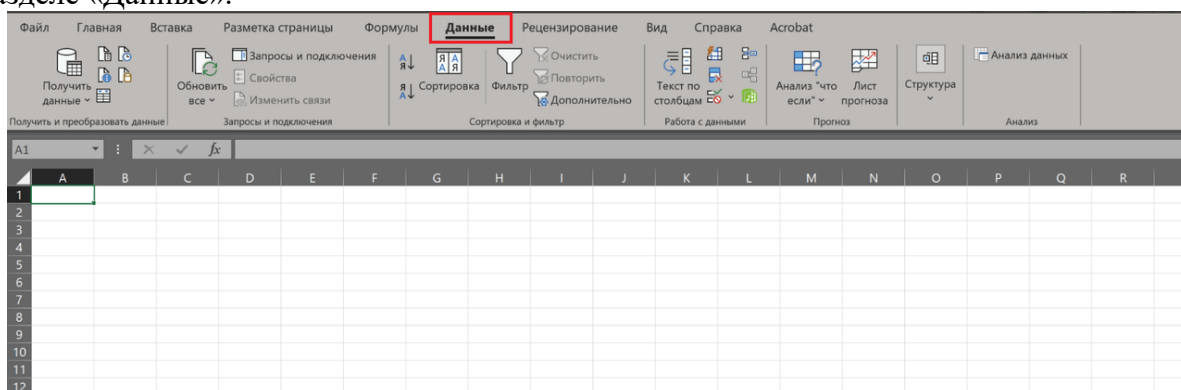 разделе «Данные».
Файл Главная Вставка Разметка страницы Формулы Данные Рецензирование Вид Справка Acrobat
Получить данные
Обновить все
Запросы и подключения
Свойства
Изменить связи
Сортировка
Фильтр
Очистить
Повторить
Дополнительно
Текст по столбцам
Анализ "что если"
Лист прогноза
Структура
Анализ данных
Получить и преобразовать данные Запросы и подключения Сортировка и фильтр Работа с данными Прогноз Анализ
A1 fx
A B C D E F G H I J K L M N O P Q R
1
2
3
4
5
6
7
8
9
10
11
12